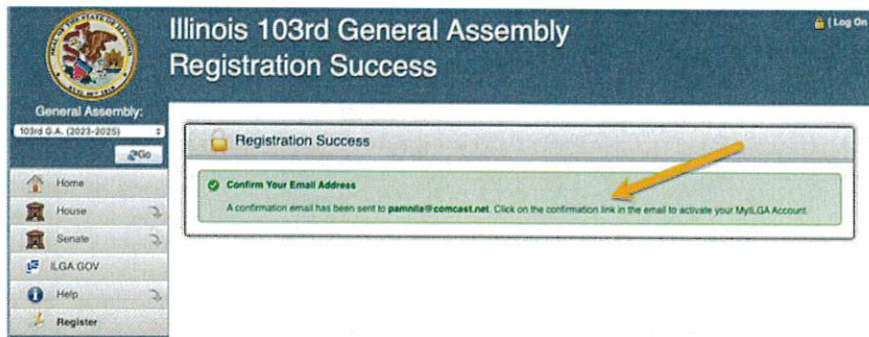 Illinois 103rd General Assembly
Registration Success
| Log On
General Assembly:
103rd G.A. (2023-2025)
Go
Home
House
Senate
ILGA.GOV
Help
Register
Registration Success
Confirm Your Email Address
A confirmation email has been sent to pamnila@comcast.net. Click on the confirmation link in the email to activate your MyILGA Account.